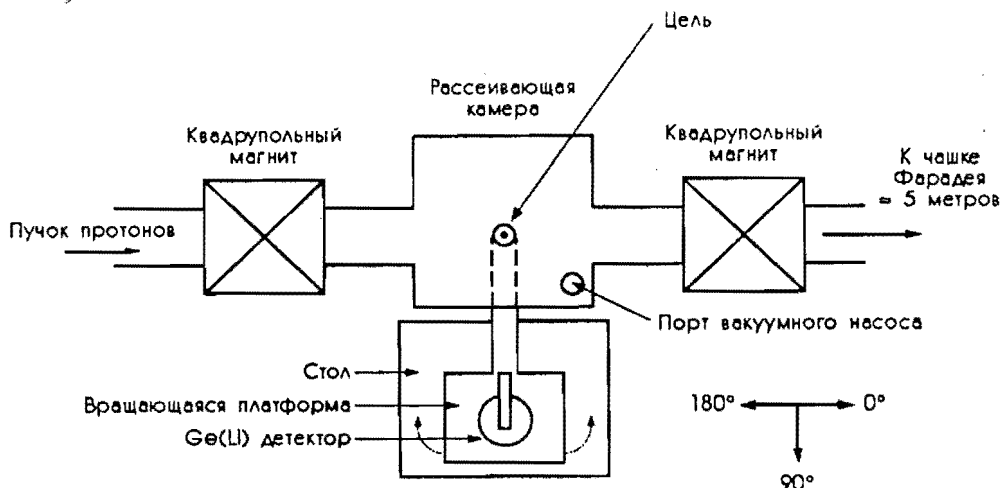 Цель
Рассеивающая
камера
Квадрупольный
магнит
Квадрупольный
магнит
К чашке
Фарадея
≈ 5 метров
Пучок протонов
Порт вакуумного насоса
Стол
Вращающаяся платформа
Ge(Li) детектор
180°
0°
90°